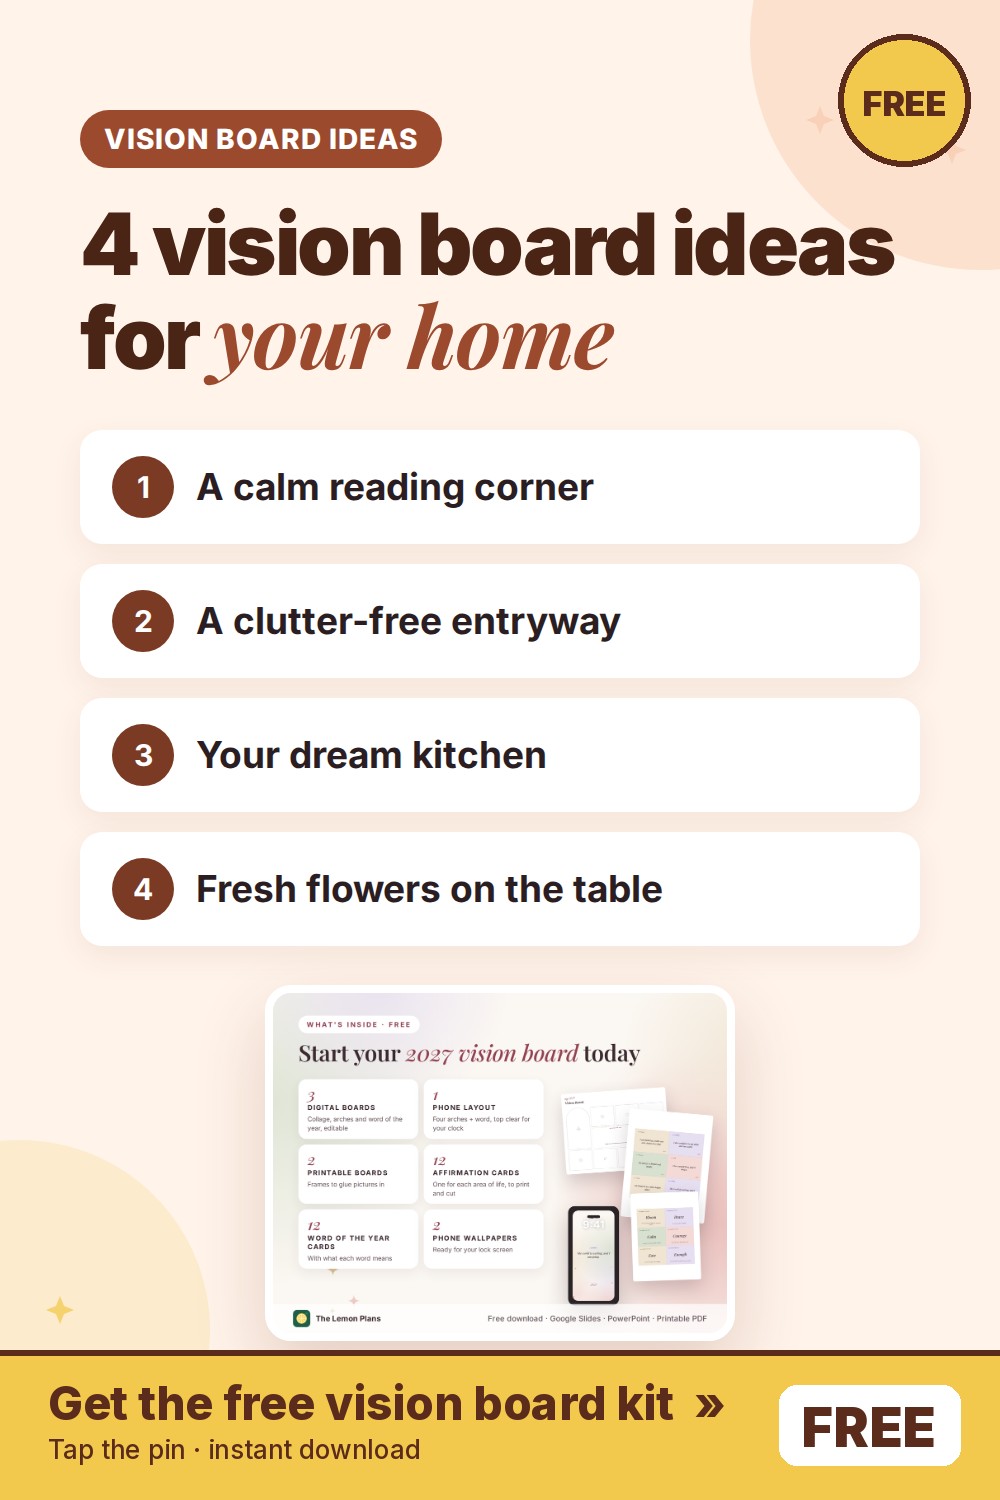 FREE
VISION BOARD IDEAS
4 vision board ideas
for your home
1 A calm reading corner
2 A clutter-free entryway
3 Your dream kitchen
4 Fresh flowers on the table
WHAT'S INSIDE · FREE
Start your 2027 vision board today
3
DIGITAL BOARDS
Collage, arches and word of the
year, editable
1
PHONE LAYOUT
Four arches + word, top clear for
your clock
2
PRINTABLE BOARDS
Frames to glue pictures in
12
AFFIRMATION CARDS
One for each area of life, to print
and cut
12
WORD OF THE YEAR
CARDS
With what each word means
2
PHONE WALLPAPERS
Ready for your lock screen
9:41
The Lemon Plans
Free download · Google Slides · PowerPoint · Printable PDF
Get the free vision board kit »
Tap the pin · instant download
FREE